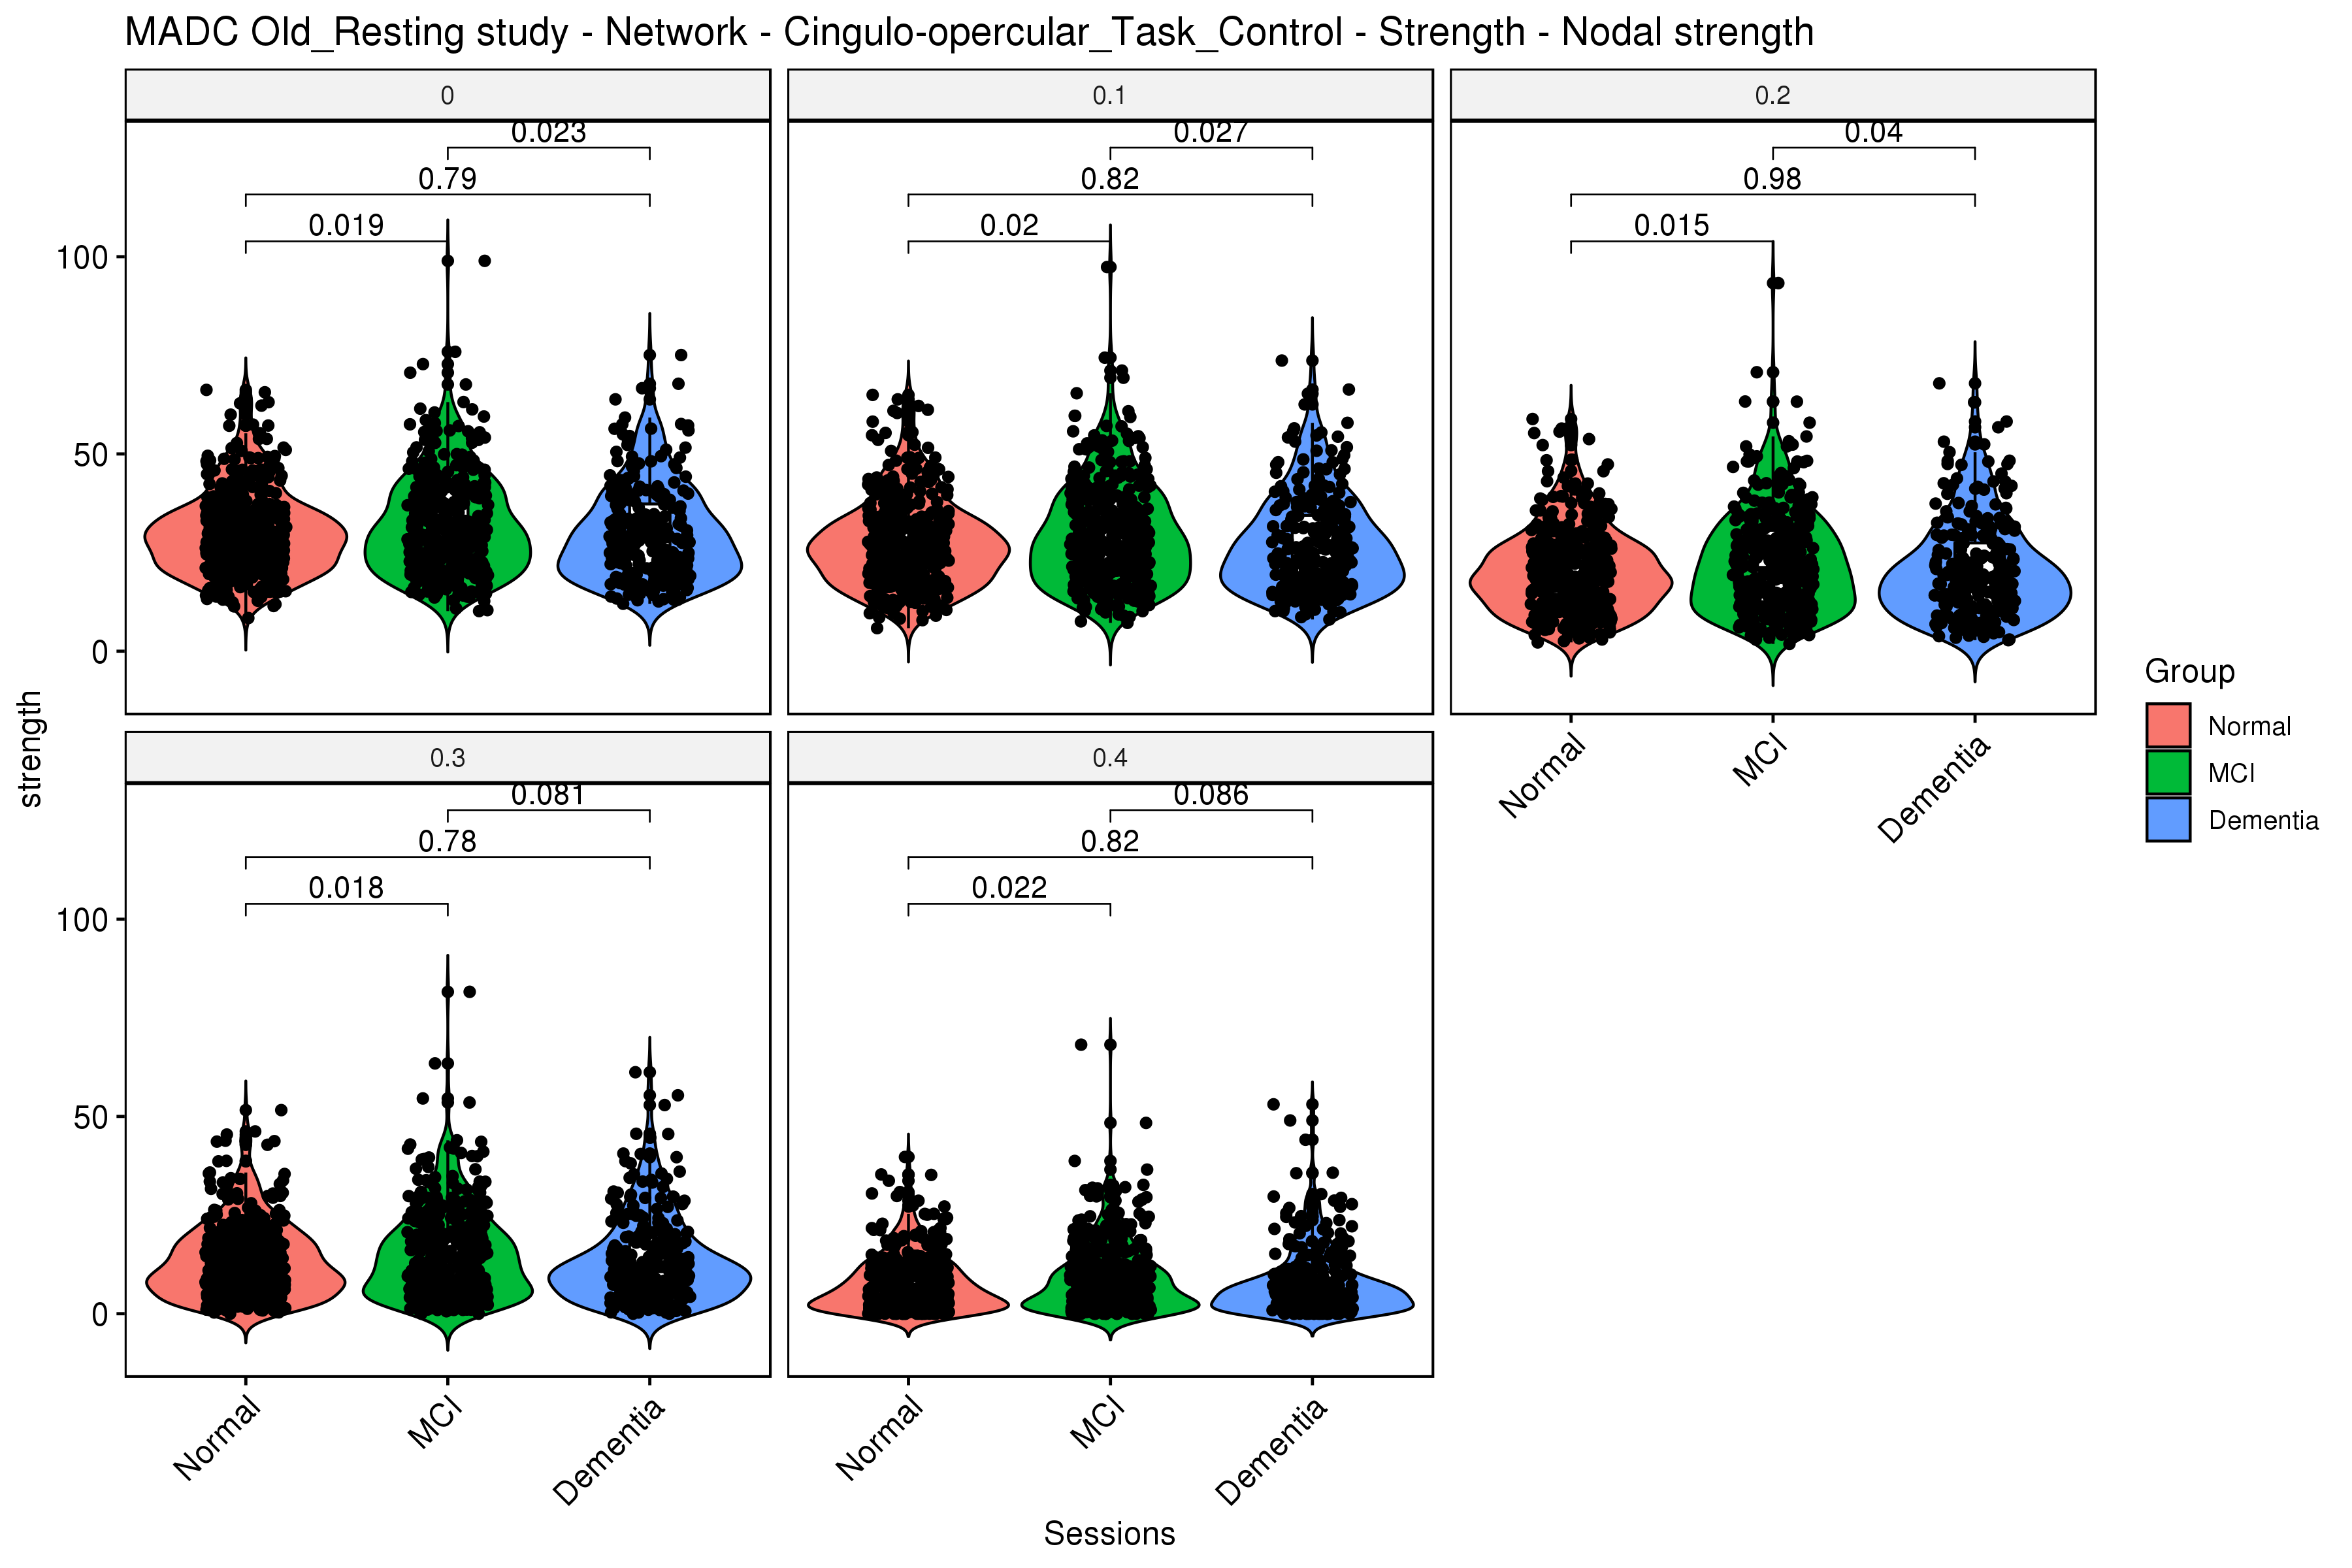 MADC Old_Resting study - Network - Cingulo-opercular_Task_Control - Strength - Nodal strength
0
0.1
0.2
0.023
0.79
0.019
0.027
0.82
0.02
0.04
0.98
0.015
100
50
0
Normal
MCI
Dementia
strength
Group
Normal
MCI
Dementia
0.3
0.4
0.081
0.78
0.018
0.086
0.82
0.022
100
50
0
Normal
MCI
Dementia
Normal
MCI
Dementia
Sessions